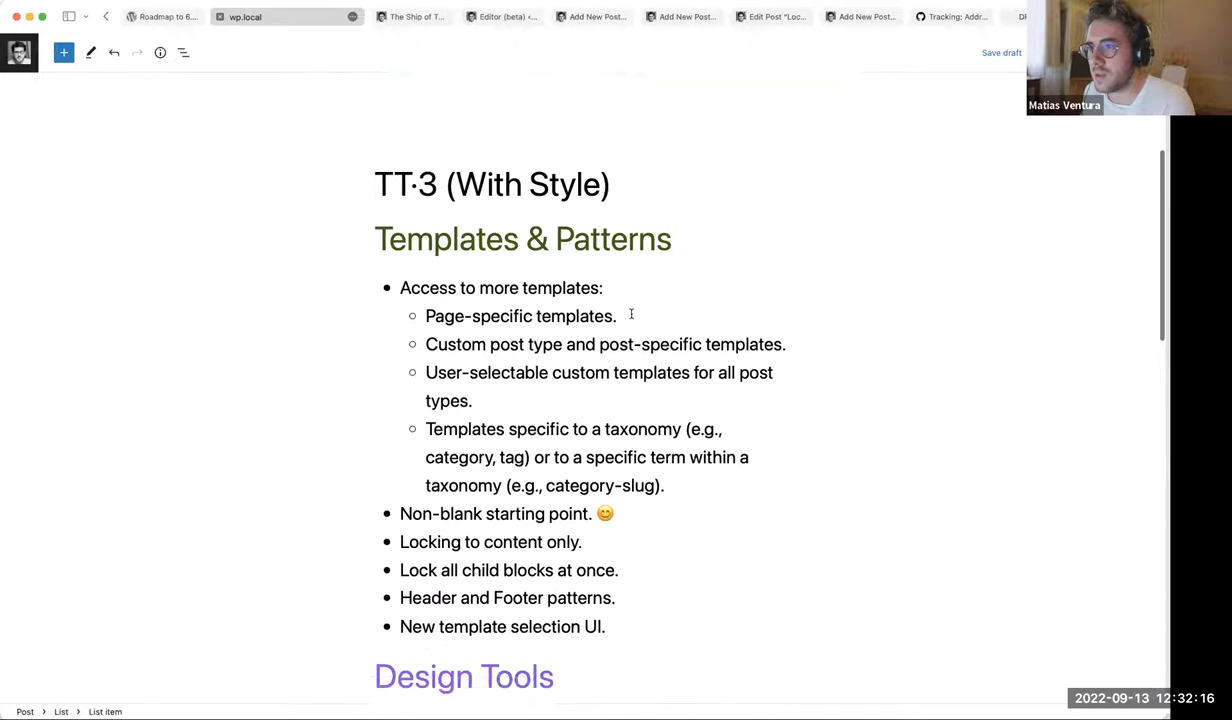 Roadmap to 6....
wp.local
The Ship of T...
Editor (beta) ‹...
Add New Post...
Add New Post...
Edit Post "Loc...
Add New Post...
Tracking: Addr...
Save draft
Matias Ventura
TT·3 (With Style)
Templates & Patterns
Access to more templates:
Page-specific templates.
Custom post type and post-specific templates.
User-selectable custom templates for all post
types.
Templates specific to a taxonomy (e.g.,
category, tag) or to a specific term within a
taxonomy (e.g., category-slug).
Non-blank starting point. 😊
Locking to content only.
Lock all child blocks at once.
Header and Footer patterns.
New template selection UI.
Design Tools
Post > List > List item
2022-09-13 12:32:16